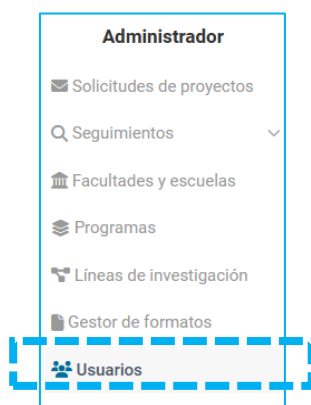 Administrador
Solicitudes de proyectos
Seguimientos
Facultades y escuelas
Programas
Líneas de investigación
Gestor de formatos
Usuarios